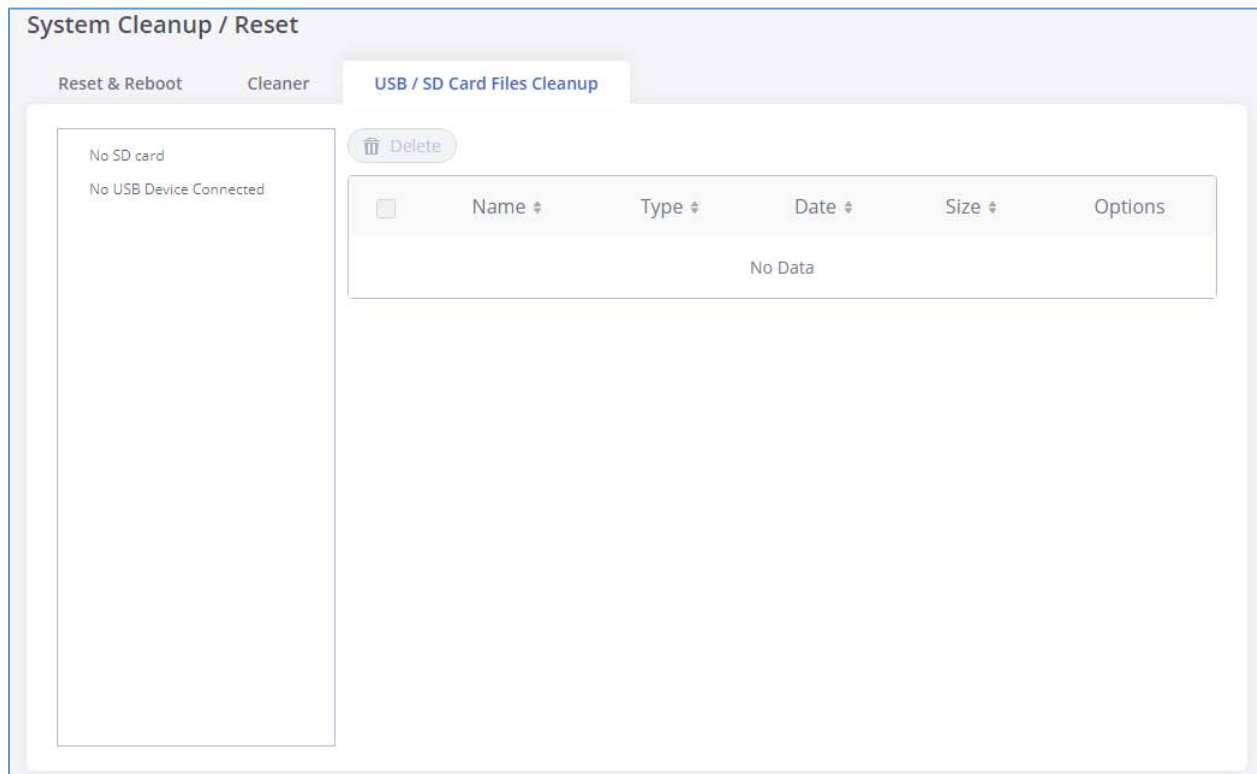 System Cleanup / Reset
Reset & Reboot Cleaner USB / SD Card Files Cleanup
No SD card
No USB Device Connected
Delete
Name Type Date Size Options
No Data